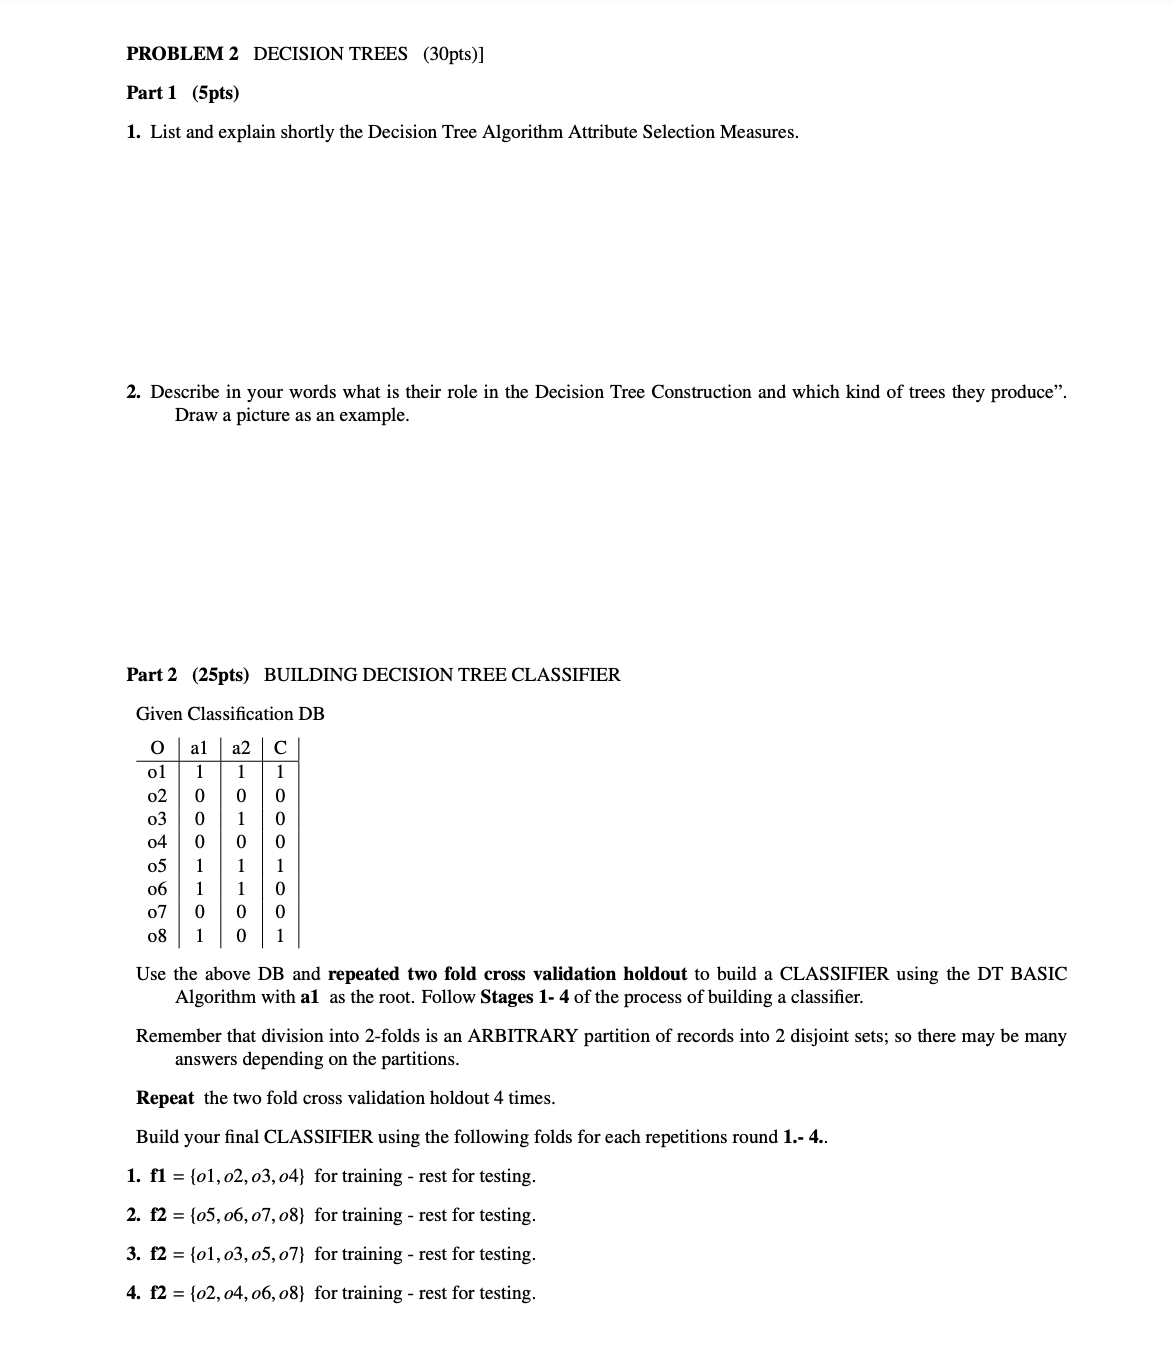 PROBLEM 2 DECISION TREES (30pts)]
Part 1 (5pts)
1. List and explain shortly the Decision Tree Algorithm Attribute Selection Measures.
2. Describe in your words what is their role in the Decision Tree Construction and which kind of trees they produce”.
Draw a picture as an example.
Part 2 (25pts) BUILDING DECISION TREE CLASSIFIER
Given Classification DB
O a1 a2 C
o1 1 1 1
o2 0 0 0
o3 0 1 0
o4 0 0 0
o5 1 1 1
o6 1 1 0
o7 0 0 0
o8 1 0 1
Use the above DB and repeated two fold cross validation holdout to build a CLASSIFIER using the DT BASIC
Algorithm with a1 as the root. Follow Stages 1- 4 of the process of building a classifier.
Remember that division into 2-folds is an ARBITRARY partition of records into 2 disjoint sets; so there may be many
answers depending on the partitions.
Repeat the two fold cross validation holdout 4 times.
Build your final CLASSIFIER using the following folds for each repetitions round 1.- 4..
1. f1 = {o1, o2, o3, o4} for training - rest for testing.
2. f2 = {o5, o6, o7, o8} for training - rest for testing.
3. f2 = {o1, o3, o5, o7} for training - rest for testing.
4. f2 = {o2, o4, o6, o8} for training - rest for testing.